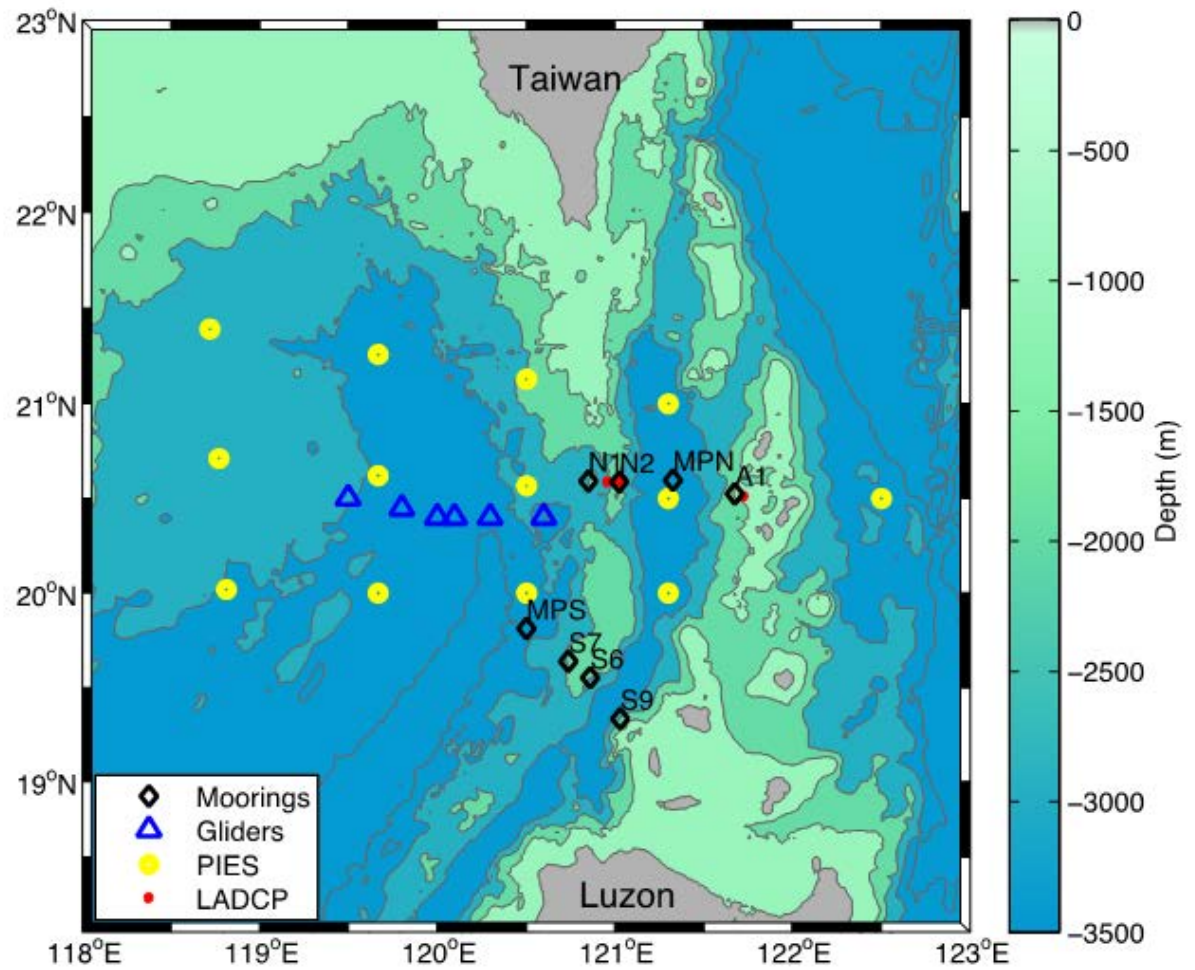 23°N
22°N
21°N
20°N
19°N
118°E
119°E
120°E
121°E
122°E
123°E
Taiwan
N1
N2
MPN
A1
MPS
S7
S6
S9
Luzon
Moorings
Gliders
PIES
LADCP
0
−500
−1000
−1500
−2000
−2500
−3000
−3500
Depth (m)